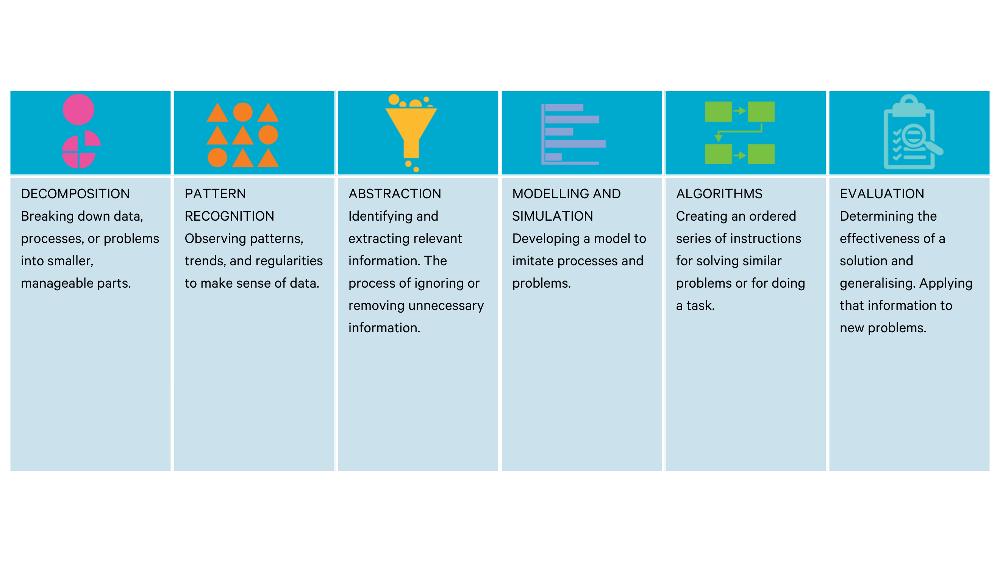 DECOMPOSITION
Breaking down data,
processes, or problems
into smaller,
manageable parts.
PATTERN
RECOGNITION
Observing patterns,
trends, and regularities
to make sense of data.
ABSTRACTION
Identifying and
extracting relevant
information. The
process of ignoring or
removing unnecessary
information.
MODELLING AND
SIMULATION
Developing a model to
imitate processes and
problems.
ALGORITHMS
Creating an ordered
series of instructions
for solving similar
problems or for doing
a task.
EVALUATION
Determining the
effectiveness of a
solution and
generalising. Applying
that information to
new problems.